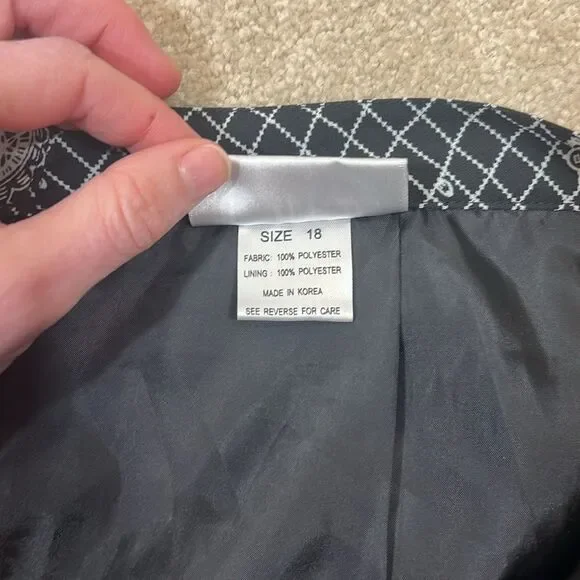 SIZE 18
FABRIC: 100% POLYESTER
LINING : 100% POLYESTER
MADE IN KOREA
SEE REVERSE FOR CARE